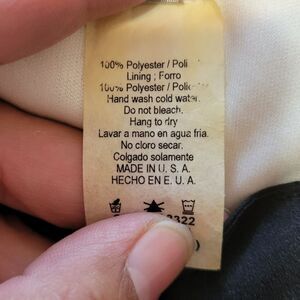 100% Polyester / Poli
Lining ; Forro
100% Polyester / Poli
Hand wash cold water.
Do not bleach.
Hang to dry
Lavar a mano en agua fria.
No cloro secar.
Colgado solamente
MADE IN U. S. A.
HECHO EN E. U. A.
3322